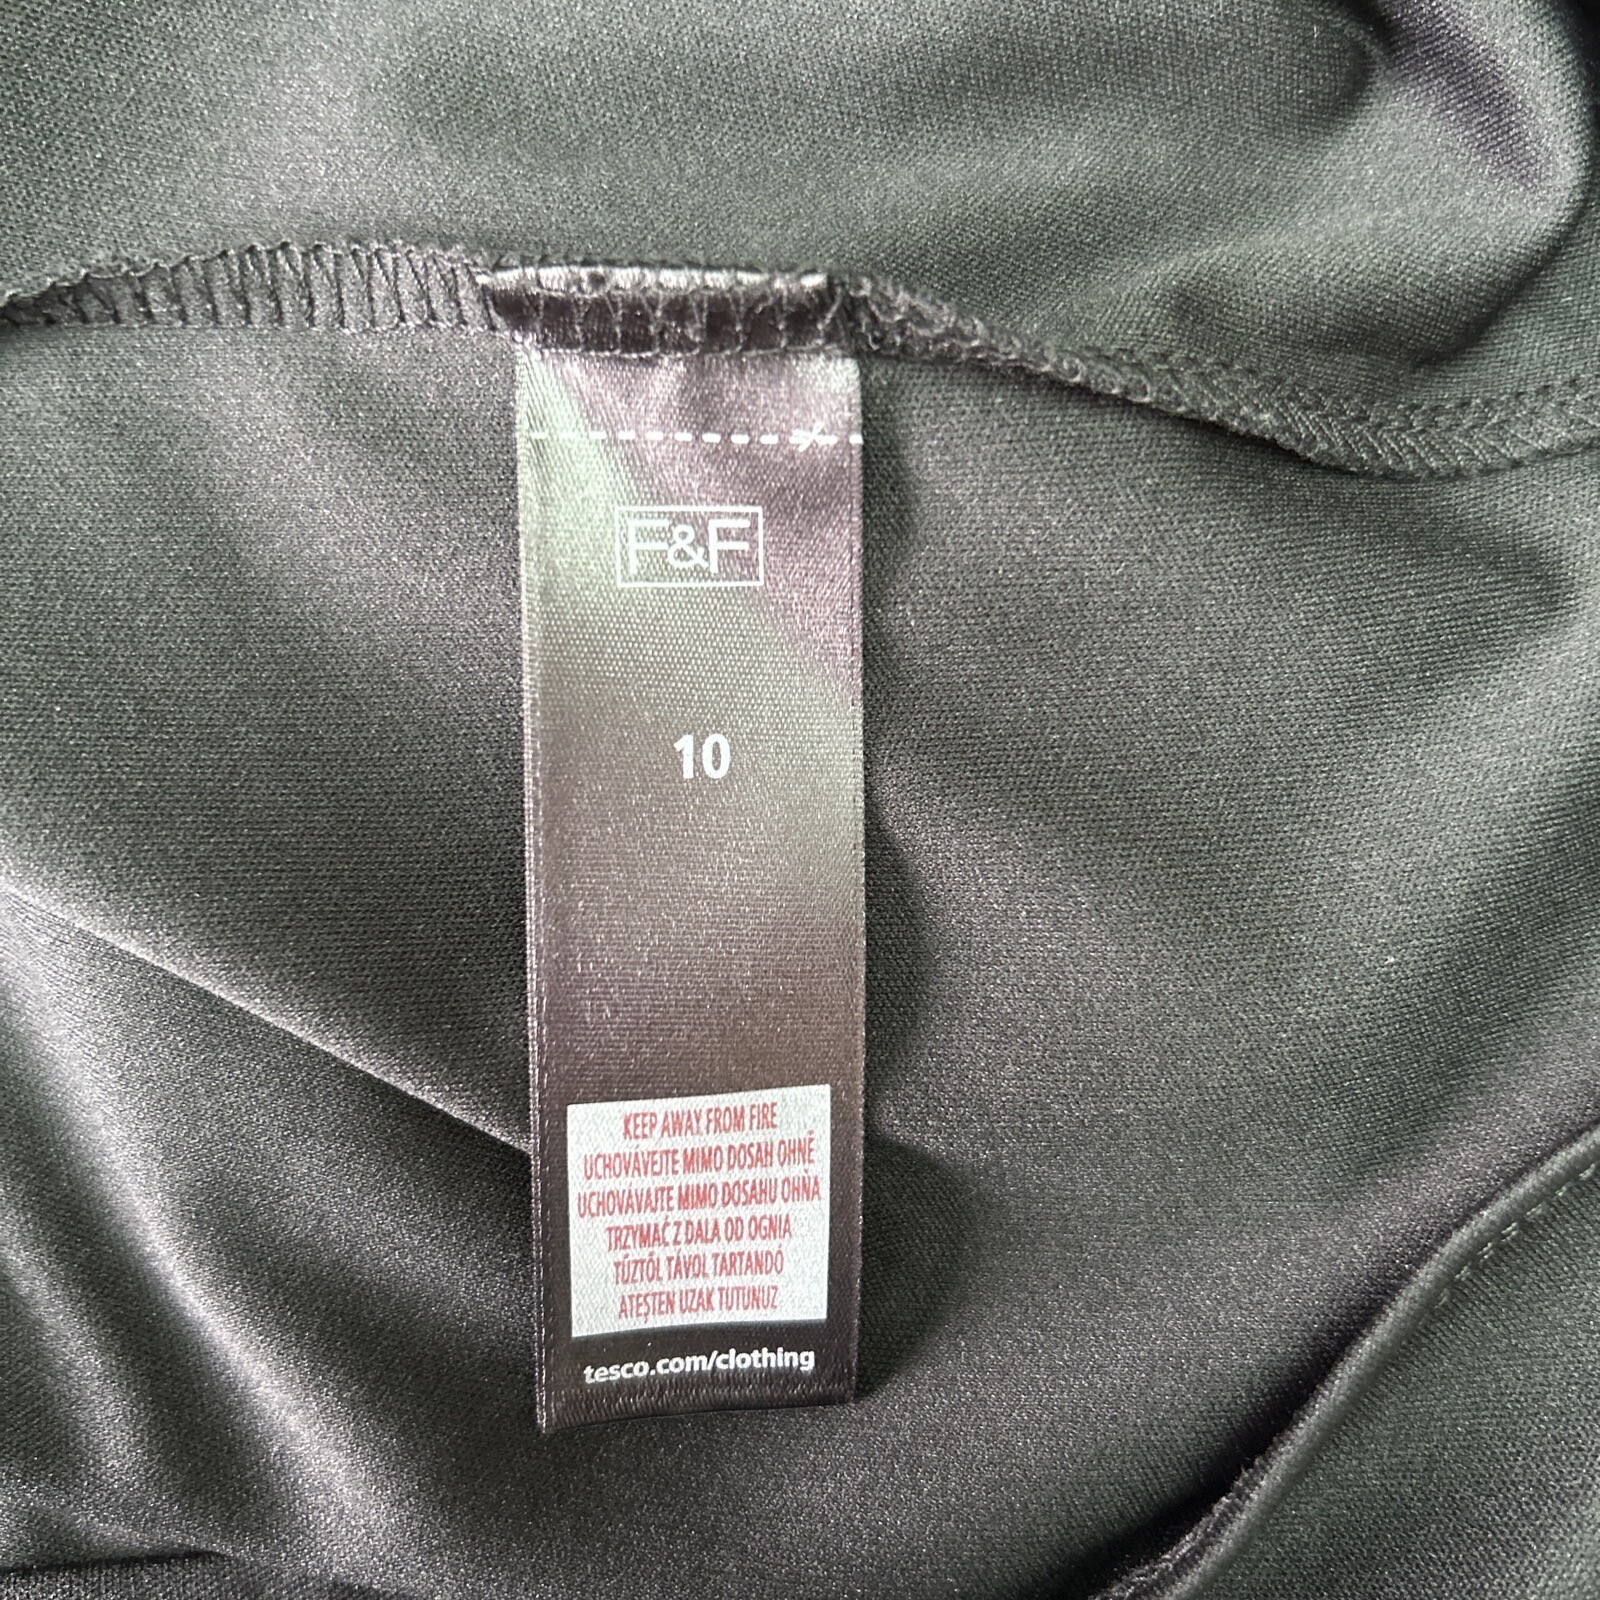 F&F
10
KEEP AWAY FROM FIRE
UCHOVÁVEJTE MIMO DOSAH OHNĚ
UCHOVÁVAJTE MIMO DOSAHU OHŇA
TRZYMAĆ Z DALA OD OGNIA
TŰZTŐL TÁVOL TARTANDÓ
ATEŞTEN UZAK TUTUNUZ
tesco.com/clothing